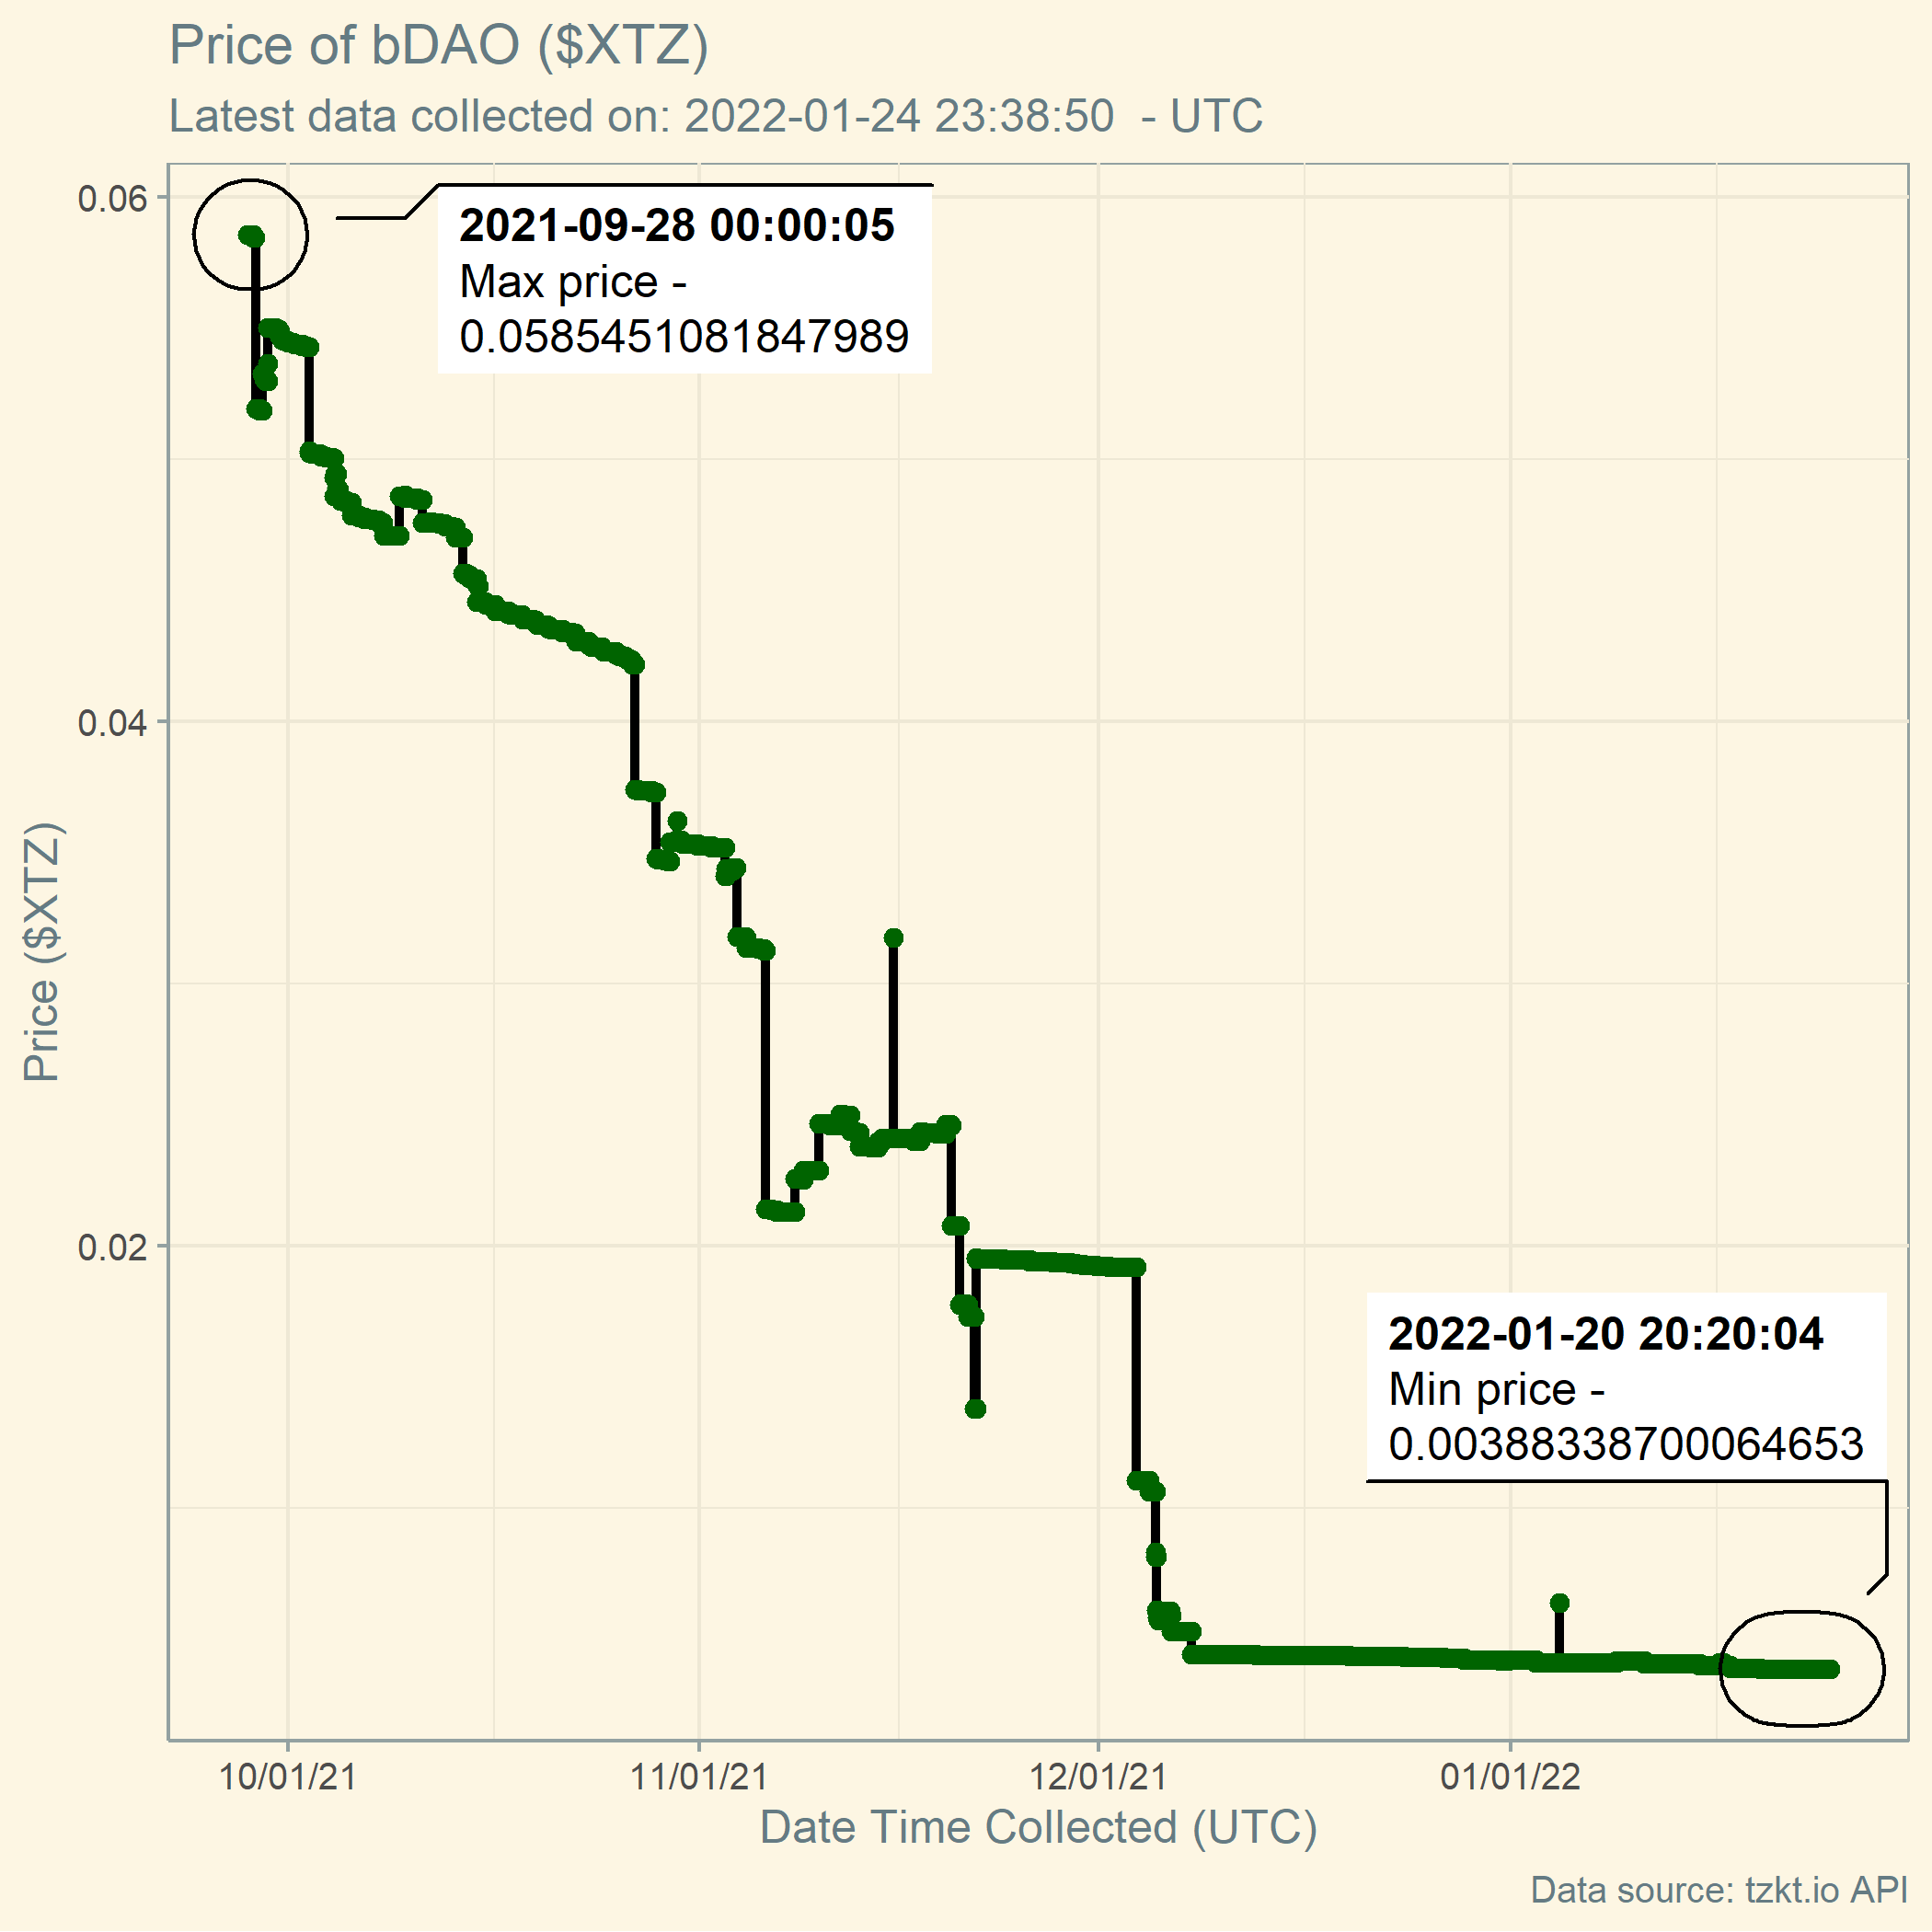 Price of bDAO ($XTZ)
Latest data collected on: 2022-01-24 23:38:50  - UTC
0.06
2021-09-28 00:00:05
Max price -
0.0585451081847989
0.04
Price ($XTZ)
0.02
2022-01-20 20:20:04
Min price -
0.00388338700064653
10/01/21
11/01/21
12/01/21
01/01/22
Date Time Collected (UTC)
Data source: tzkt.io API